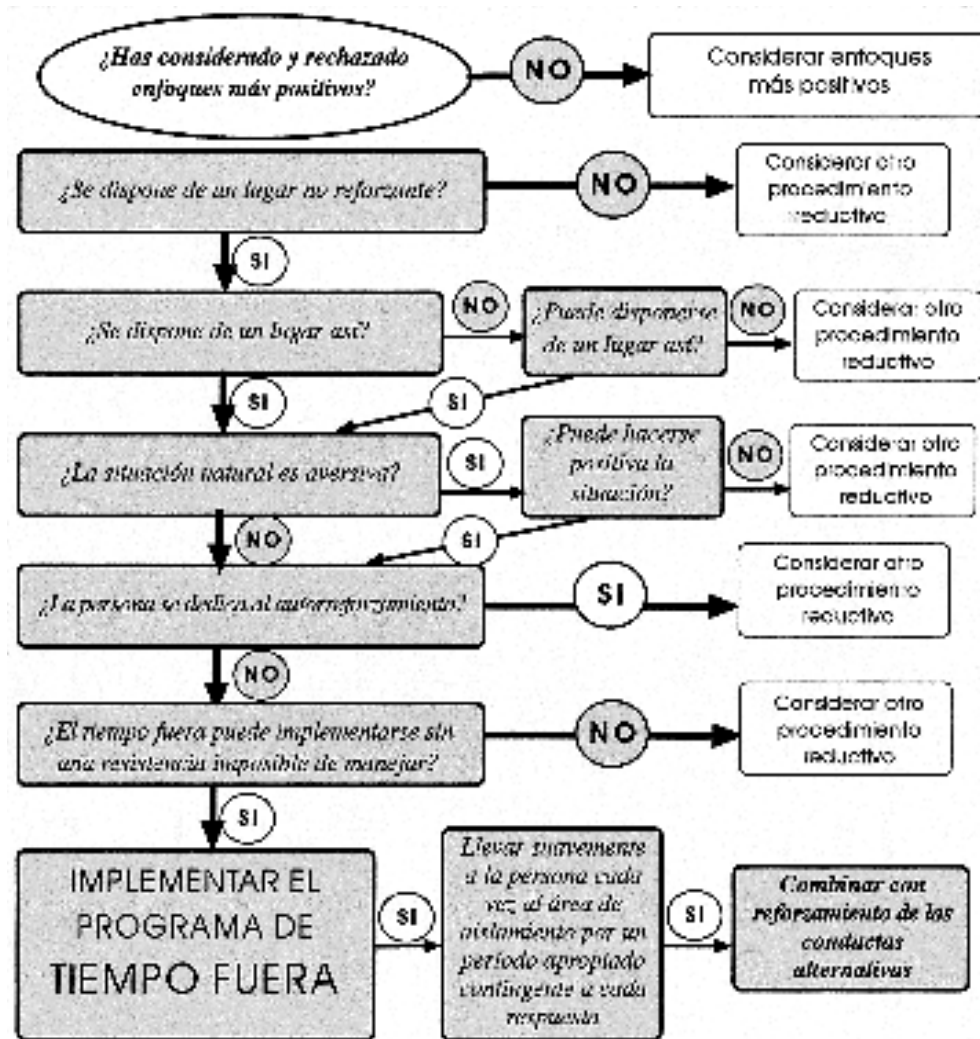 ¿Has considerado y rechazado
enfoques más positivos?
NO
Considerar enfoques
más positivos
¿Se dispone de un lugar no reforzante?
NO
Considerar otro
procedimiento
reductivo
SI
¿Se dispone de un lugar así?
NO
¿Puede disponerse
de un lugar así?
NO
Considerar otro
procedimiento
reductivo
SI
SI
¿La situación natural es aversiva?
SI
¿Puede hacerse
positiva la
situación?
NO
Considerar otro
procedimiento
reductivo
NO
SI
¿La persona se dedica al autorreforzamiento?
SI
Considerar otro
procedimiento
reductivo
NO
¿El tiempo fuera puede implementarse sin
una resistencia imposible de manejar?
NO
Considerar otro
procedimiento
reductivo
SI
IMPLEMENTAR EL
PROGRAMA DE
TIEMPO FUERA
SI
Llevar suavemente
a la persona cada
vez al área de
aislamiento por un
período apropiado
contingente a cada
respuesta
SI
Combinar con
reforzamiento de las
conductas
alternativas